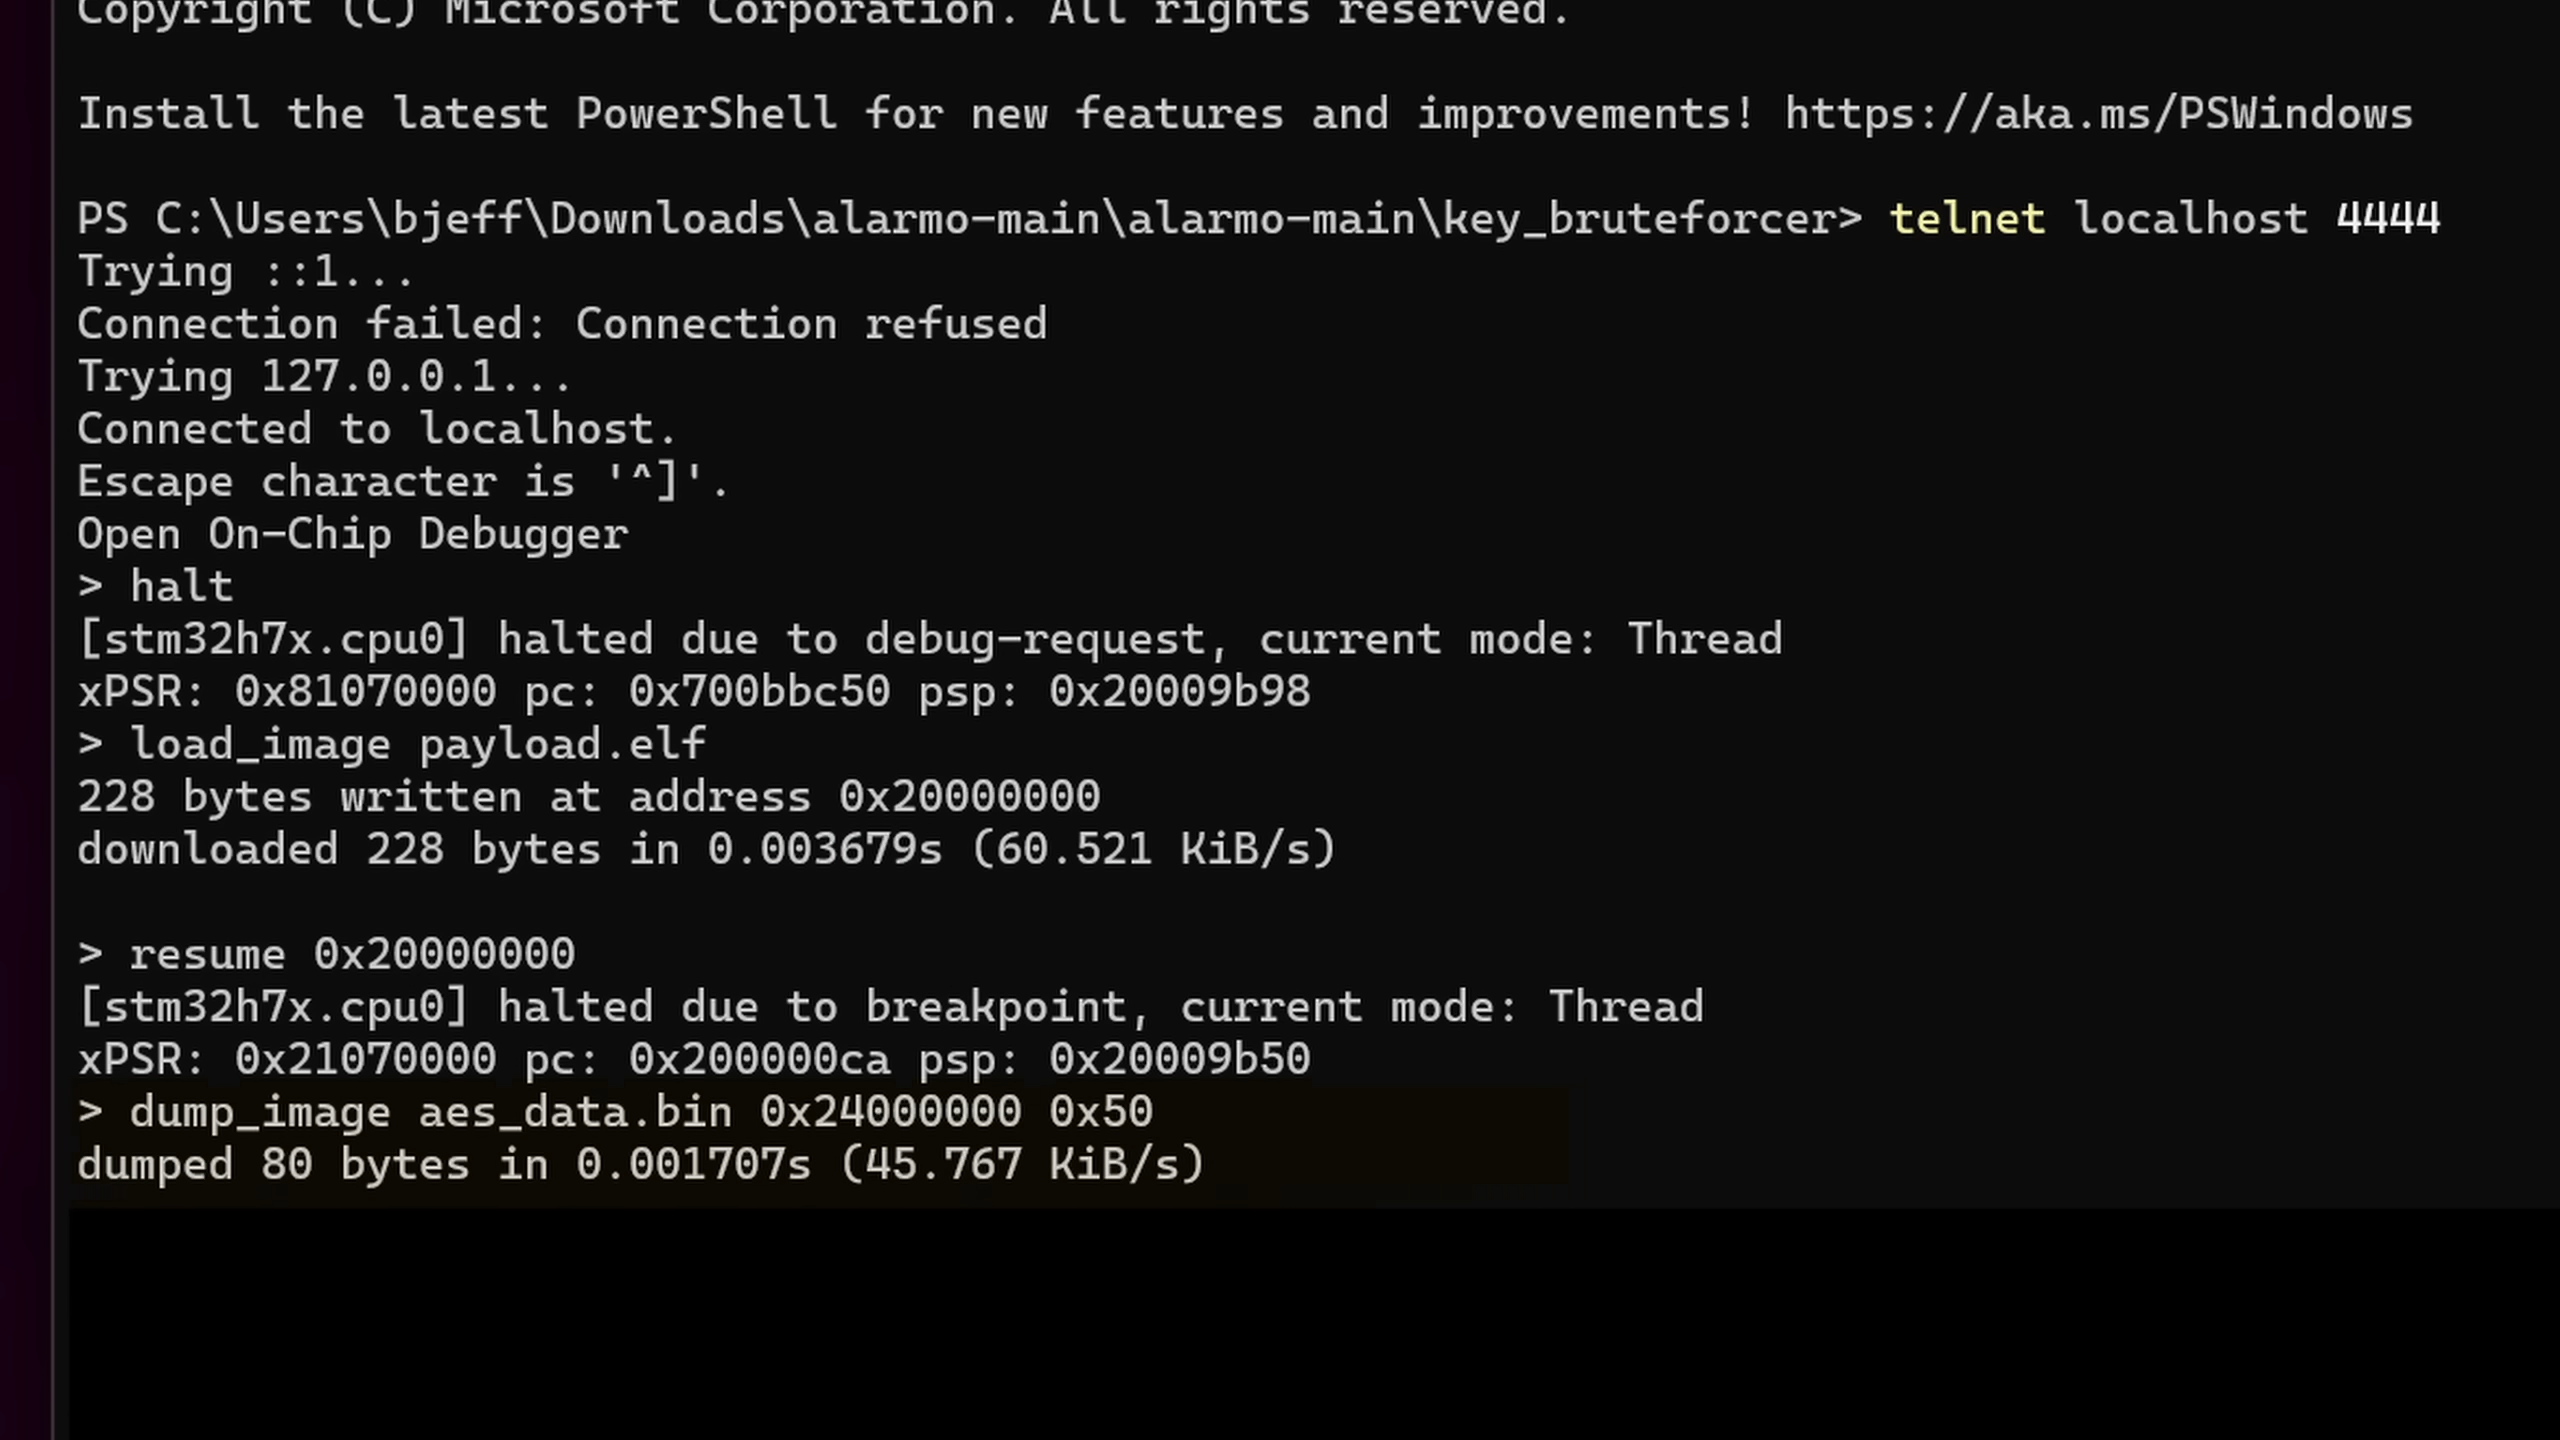 Copyright (C) Microsoft Corporation. All rights reserved.
Install the latest PowerShell for new features and improvements! https://aka.ms/PSWindows
PS C:\Users\bjeff\Downloads\alarmo-main\alarmo-main\key_bruteforcer> telnet localhost 4444
Trying ::1...
Connection failed: Connection refused
Trying 127.0.0.1...
Connected to localhost.
Escape character is '^]'.
Open On-Chip Debugger
> halt
[stm32h7x.cpu0] halted due to debug-request, current mode: Thread
xPSR: 0x81070000 pc: 0x700bbc50 psp: 0x20009b98
> load_image payload.elf
228 bytes written at address 0x20000000
downloaded 228 bytes in 0.003679s (60.521 KiB/s)
> resume 0x20000000
[stm32h7x.cpu0] halted due to breakpoint, current mode: Thread
xPSR: 0x21070000 pc: 0x200000ca psp: 0x20009b50
> dump_image aes_data.bin 0x24000000 0x50
dumped 80 bytes in 0.001707s (45.767 KiB/s)